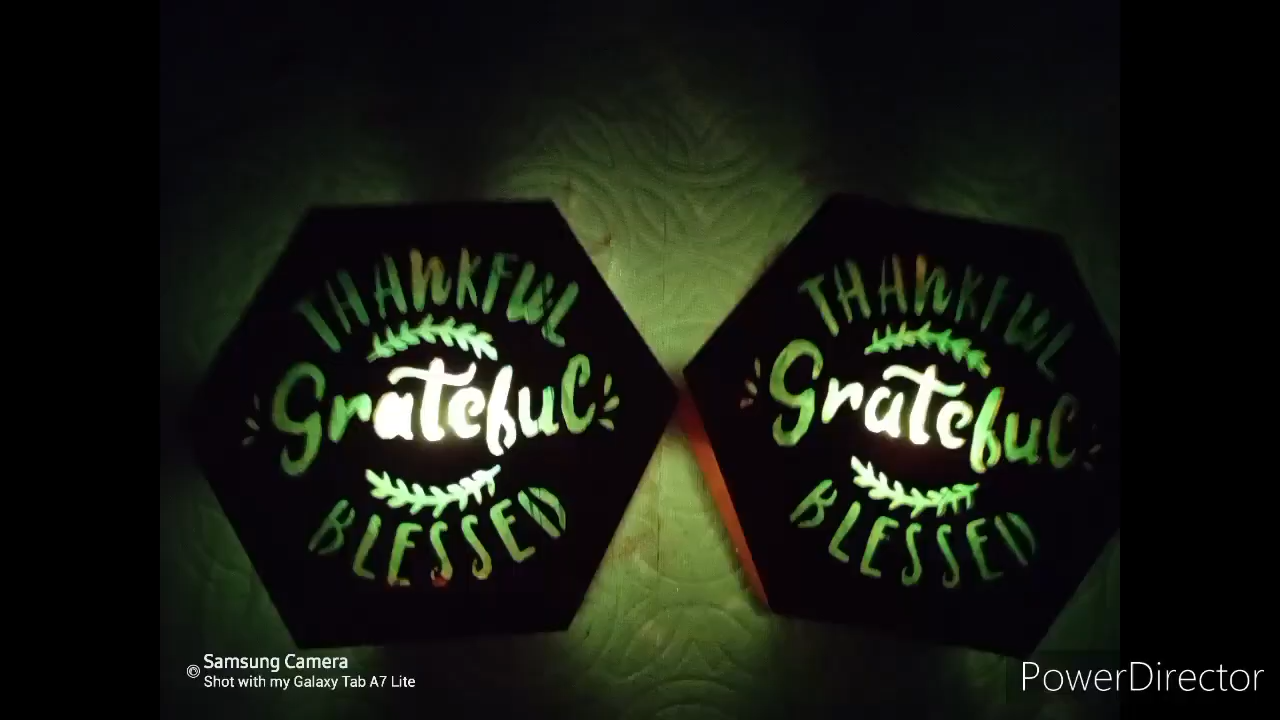 THANKFUL
Grateful
BLESSED
THANKFUL
Grateful
BLESSED
Samsung Camera
Shot with my Galaxy Tab A7 Lite
PowerDirector